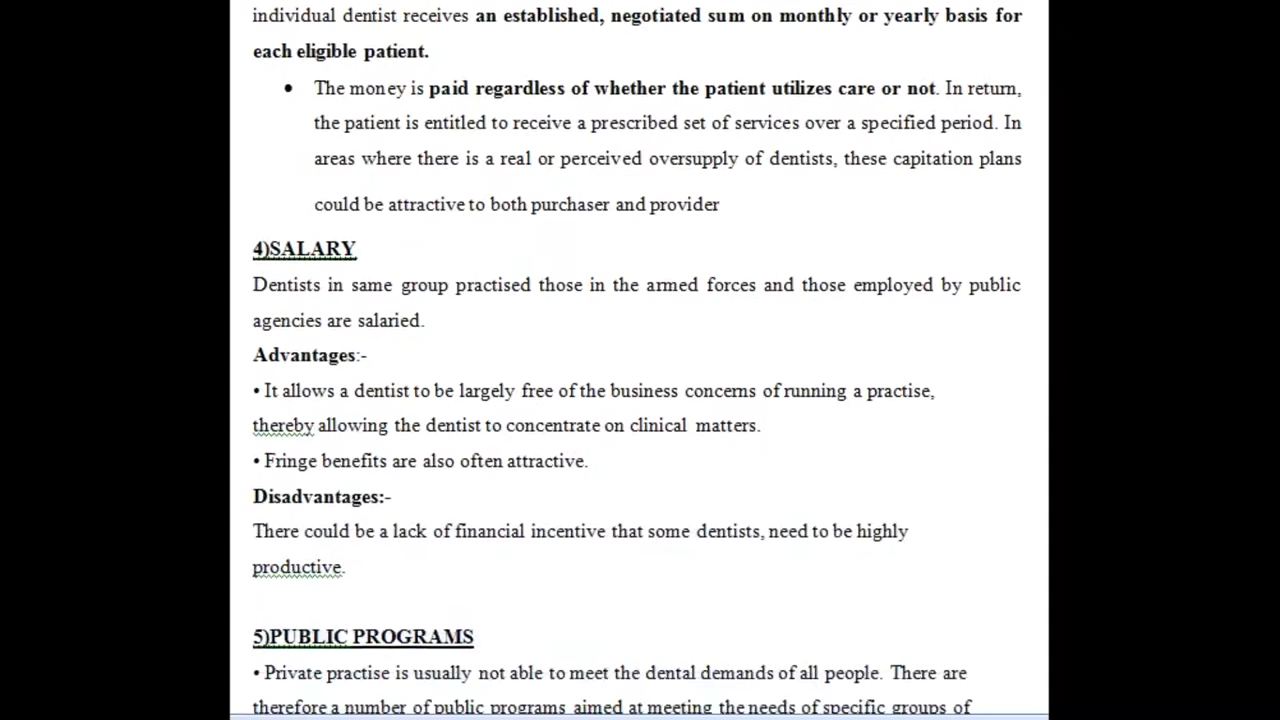 individual dentist receives an established, negotiated sum on monthly or yearly basis for
each eligible patient.
• The money is paid regardless of whether the patient utilizes care or not. In return,
the patient is entitled to receive a prescribed set of services over a specified period. In
areas where there is a real or perceived oversupply of dentists, these capitation plans
could be attractive to both purchaser and provider
4)SALARY
Dentists in same group practised those in the armed forces and those employed by public
agencies are salaried.
Advantages:-
• It allows a dentist to be largely free of the business concerns of running a practise,
thereby allowing the dentist to concentrate on clinical matters.
• Fringe benefits are also often attractive.
Disadvantages:-
There could be a lack of financial incentive that some dentists, need to be highly
productive.
5)PUBLIC PROGRAMS
• Private practise is usually not able to meet the dental demands of all people. There are
therefore a number of public programs aimed at meeting the needs of specific groups of